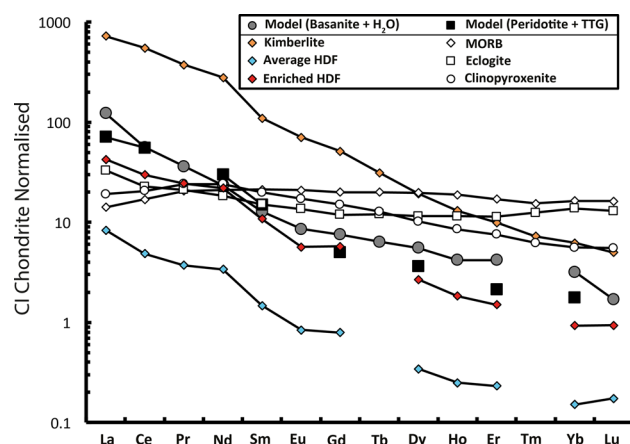 1000
Model (Basanite + H2O) Model (Peridotite + TTG)
Kimberlite MORB
Average HDF Eclogite
Enriched HDF Clinopyroxenite
100
10
1
0.1
CI Chondrite Normalised
La Ce Pr Nd Sm Eu Gd Tb Dy Ho Er Tm Yb Lu